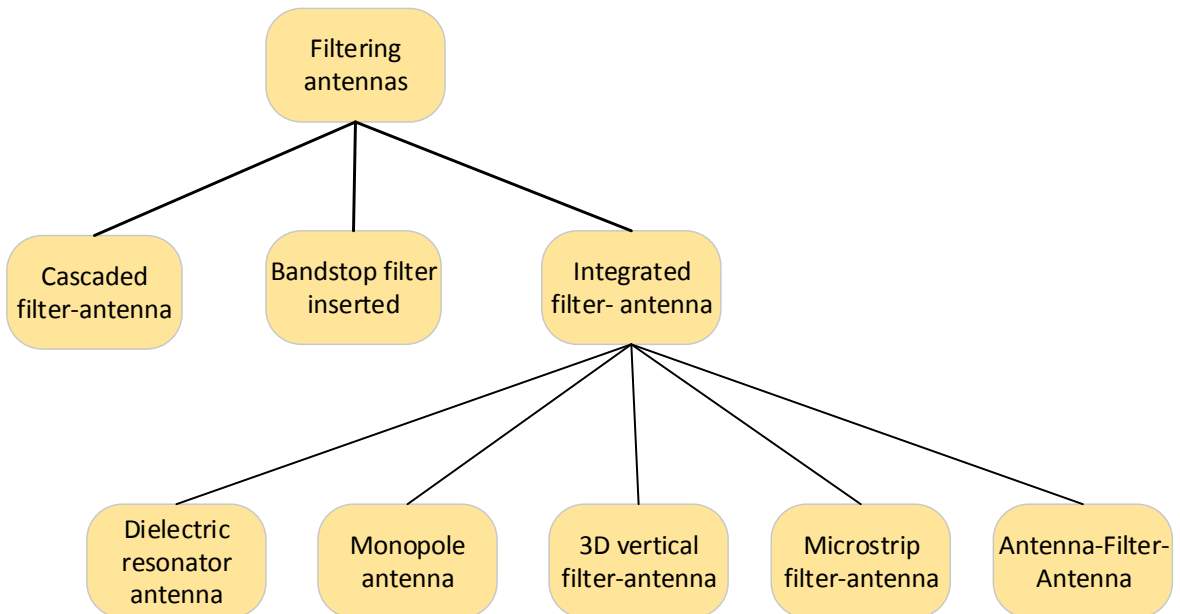 Filtering
antennas
Cascaded
filter-antenna
Bandstop filter
inserted
Integrated
filter- antenna
Dielectric
resonator
antenna
Monopole
antenna
3D vertical
filter-antenna
Microstrip
filter-antenna
Antenna-Filter-
Antenna